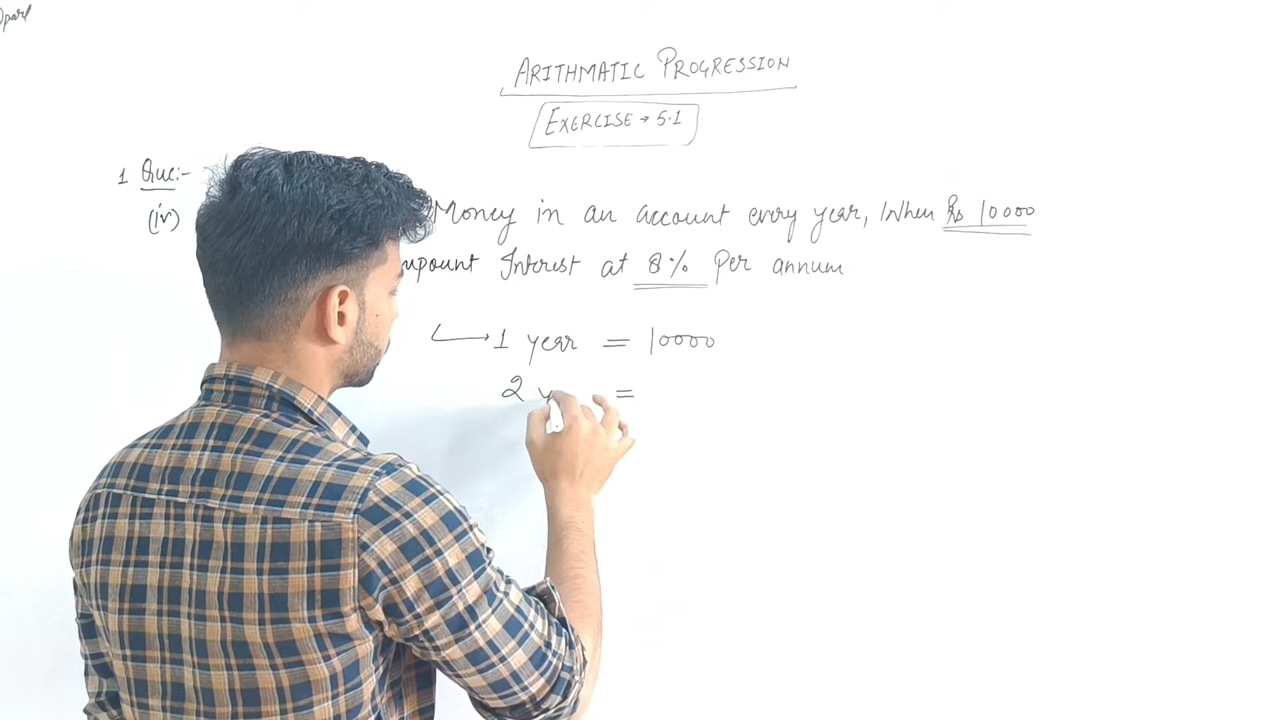 ARITHMATIC PROGRESSION
EXERCISE → 5.1
1 Que:-
(iv) Money in an account every year, When Rs 10000
mpount Interest at 8% Per annum
1 year = 10000
2 y =